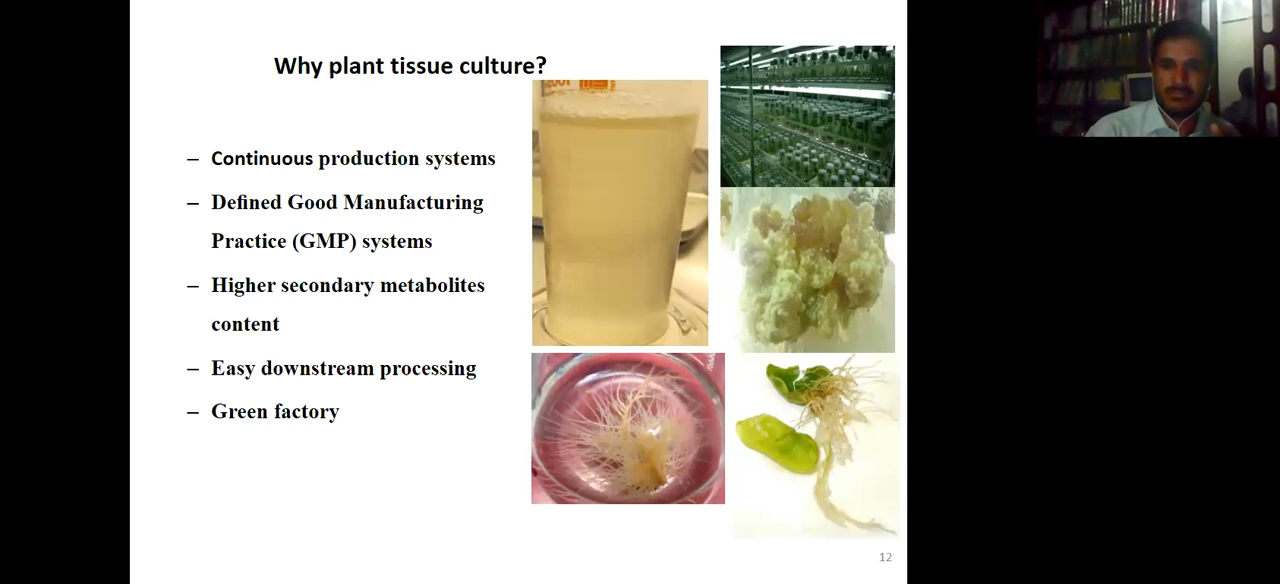 Why plant tissue culture?
– Continuous production systems
– Defined Good Manufacturing
Practice (GMP) systems
– Higher secondary metabolites
content
– Easy downstream processing
– Green factory
12